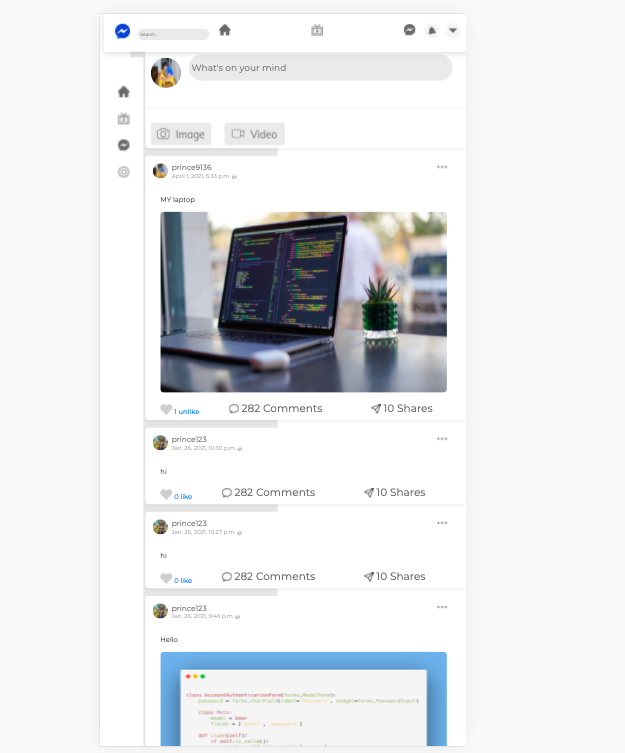 Search..
What's on your mind
Image
Video
prince9136
April 1, 2021, 6:33 p.m.
MY laptop
1 unlike
282 Comments
10 Shares
prince123
Jan. 26, 2021, 10:30 p.m.
hi
0 like
282 Comments
10 Shares
prince123
Jan. 26, 2021, 10:27 p.m.
hi
0 like
282 Comments
10 Shares
prince123
Jan. 26, 2021, 9:46 p.m.
Hello
class AccountAuthenticationForm(forms.ModelForm):
password = forms.CharField(label='Password', widget=forms.PasswordInput)
class Meta:
model = User
fields = ['email', 'password']
def clean(self):
if self.is_valid():